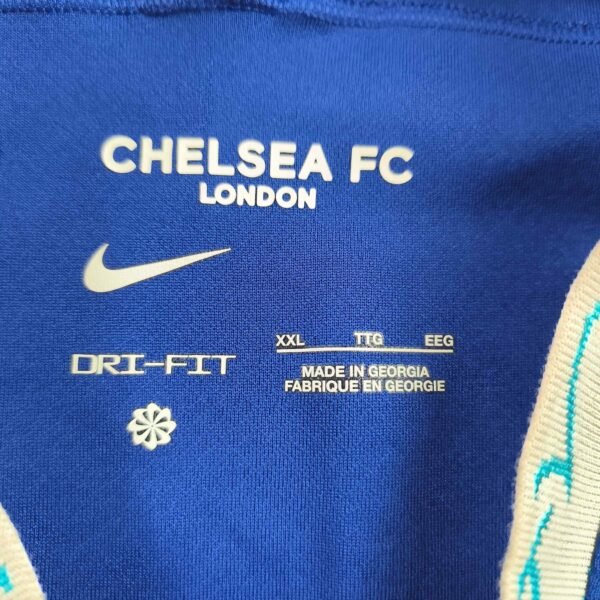 CHELSEA FC
LONDON
DRI-FIT
XXL TTG EEG
MADE IN GEORGIA
FABRIQUE EN GEORGIE